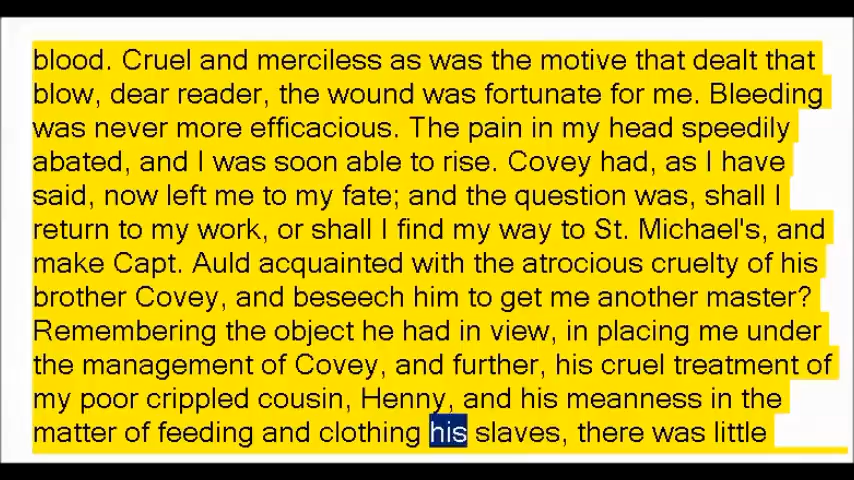 blood. Cruel and merciless as was the motive that dealt that
blow, dear reader, the wound was fortunate for me. Bleeding
was never more efficacious. The pain in my head speedily
abated, and I was soon able to rise. Covey had, as I have
said, now left me to my fate; and the question was, shall I
return to my work, or shall I find my way to St. Michael's, and
make Capt. Auld acquainted with the atrocious cruelty of his
brother Covey, and beseech him to get me another master?
Remembering the object he had in view, in placing me under
the management of Covey, and further, his cruel treatment of
my poor crippled cousin, Henny, and his meanness in the
matter of feeding and clothing his slaves, there was little